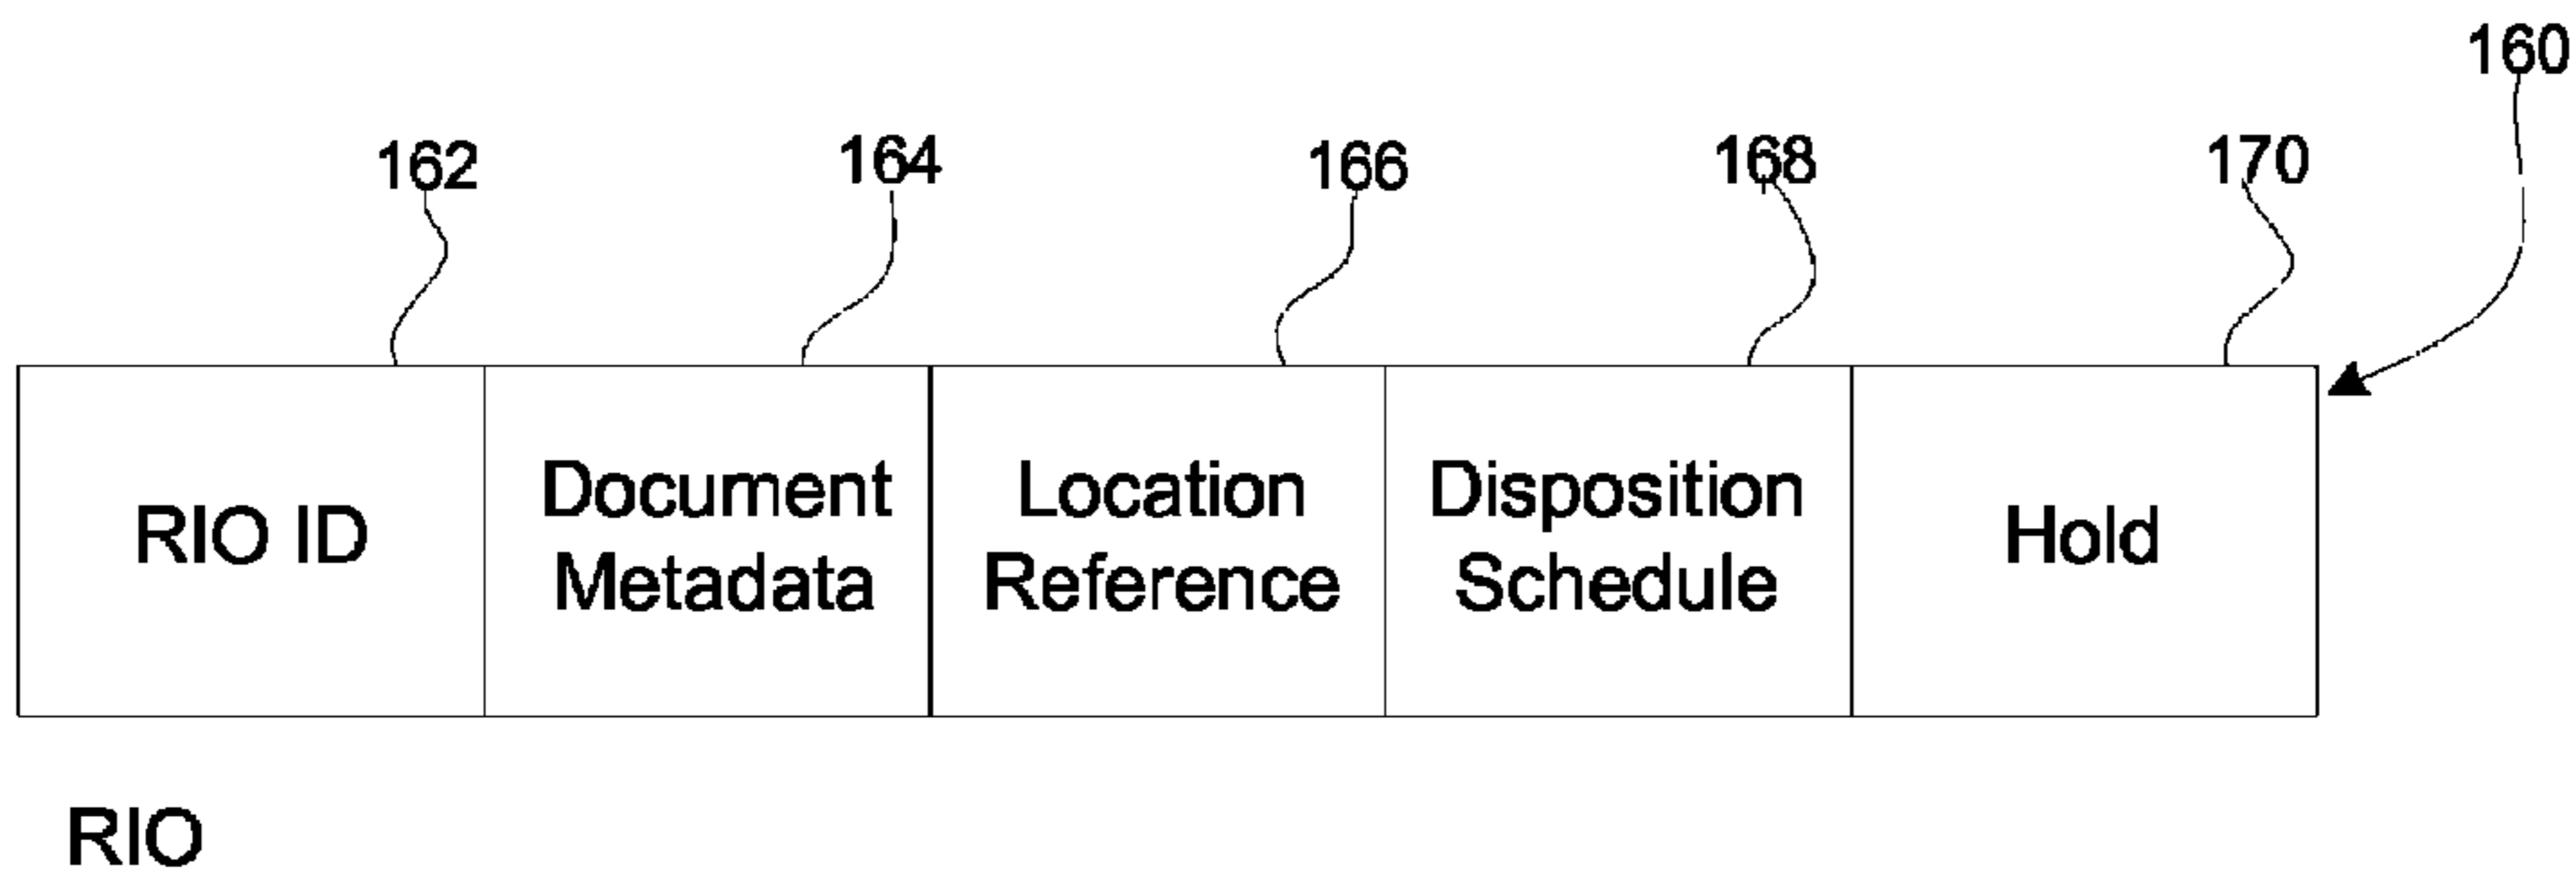 160
162 164 166 168 170
RIO ID
Document
Metadata
Location
Reference
Disposition
Schedule
Hold
RIO